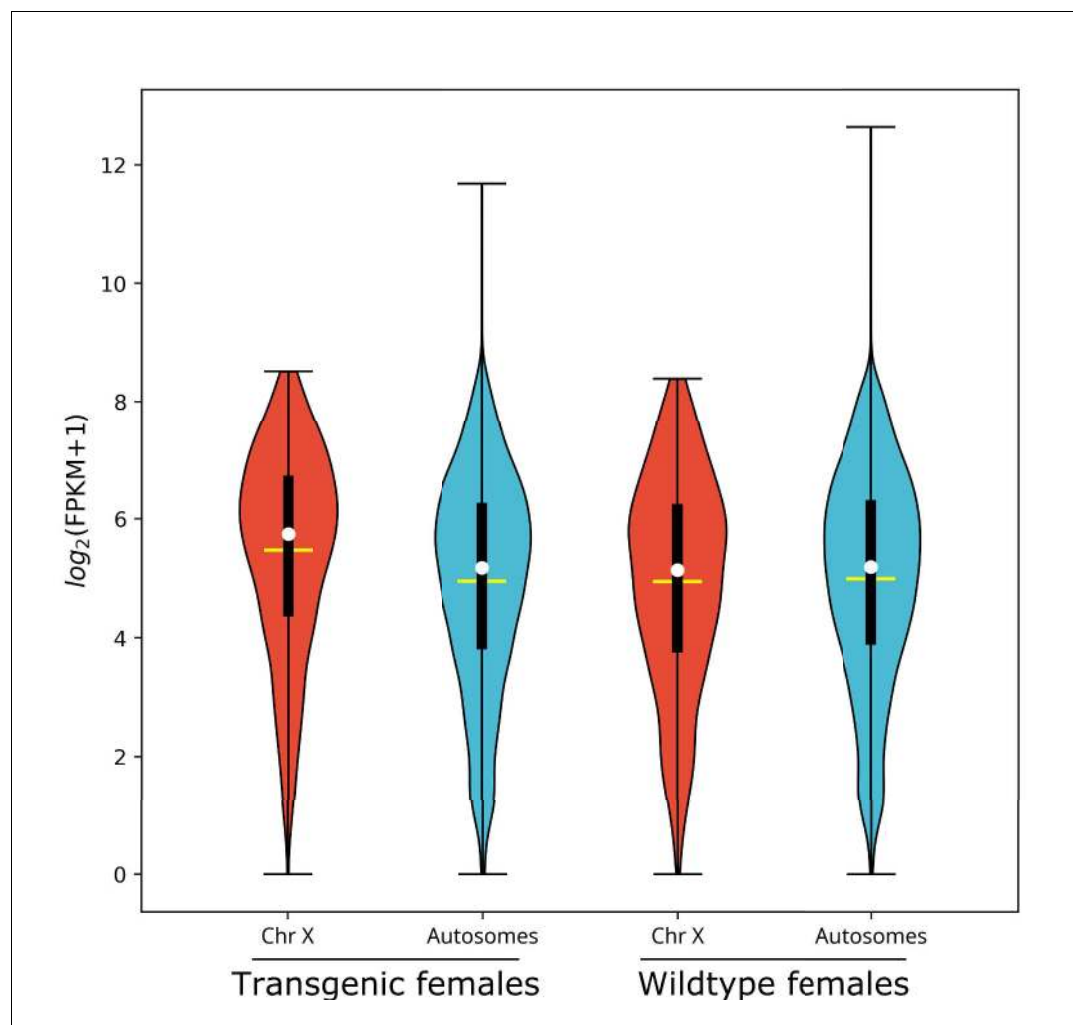 12
10
8
6
4
2
0
log₂(FPKM+1)
Chr X Autosomes Chr X Autosomes
Transgenic females Wildtype females